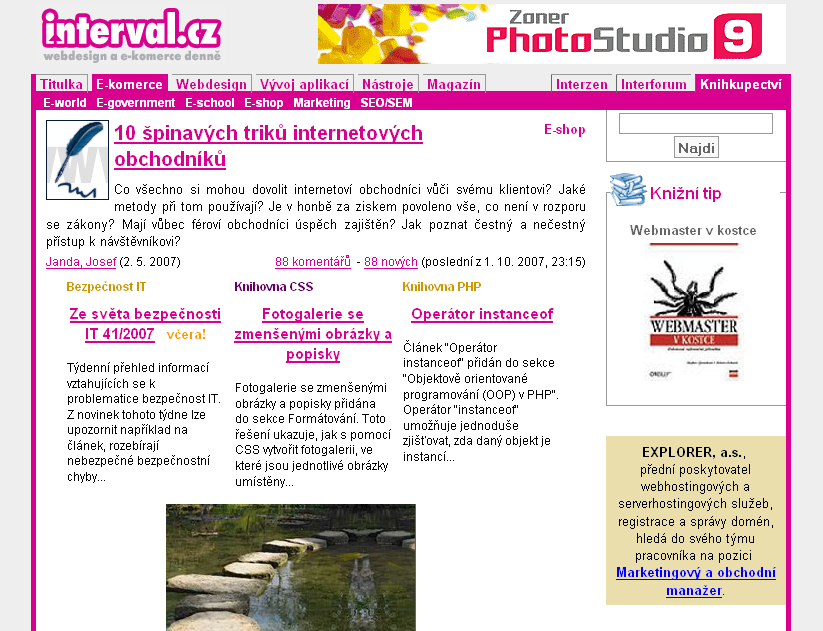 interval.cz
webdesign a e-komerce denně
Zoner
PhotoStudio 9
Titulka E-komerce Webdesign Vývoj aplikací Nástroje Magazín Interzen Interforum Knihkupectví
E-world E-government E-school E-shop Marketing SEO/SEM
10 špinavých triků internetových
obchodníků
E-shop
Co všechno si mohou dovolit internetoví obchodníci vůči svému klientovi? Jaké
metody při tom používají? Je v honbě za ziskem povoleno vše, co není v rozporu
se zákony? Mají vůbec féroví obchodníci úspěch zajištěn? Jak poznat čestný a nečestný
přístup k návštěvníkovi?
Janda, Josef (2. 5. 2007) 88 komentářů - 88 nových (poslední z 1. 10. 2007, 23:15)
Bezpečnost IT
Ze světa bezpečnosti
IT 41/2007 včera!
Týdenní přehled informací
vztahujících se k
problematice bezpečnost IT.
Z novinek tohoto týdne lze
upozornit například na
článek, rozebírají
nebezpečné bezpečnostní
chyby...
Knihovna CSS
Fotogalerie se
zmenšenými obrázky a
popisky
Fotogalerie se zmenšenými
obrázky a popisky přidána
do sekce Formátování. Toto
řešení ukazuje, jak s pomocí
CSS vytvořit fotogalerii, ve
které jsou jednotlivé obrázky
umístěny...
Knihovna PHP
Operátor instanceof
Článek "Operátor
instanceof" přidán do sekce
"Objektově orientované
programování (OOP) v PHP".
Operátor "instanceof"
umožňuje jednoduše
zjišťovat, zda daný objekt je
instancí...
Najdi
Knižní tip
Webmaster v kostce
WEBMASTER
V KOSTCE
O'REILLY
EXPLORER, a.s.,
přední poskytovatel
webhostingových a
serverhostingových služeb,
registrace a správy domén,
hledá do svého týmu
pracovníka na pozici
Marketingový a obchodní
manažer.